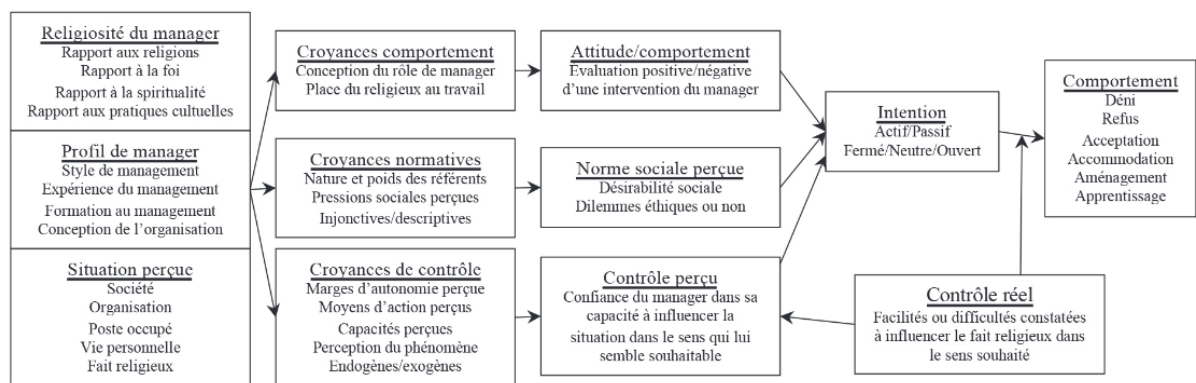 Religiosité du manager
Rapport aux religions
Rapport à la foi
Rapport à la spiritualité
Rapport aux pratiques cultuelles
Profil de manager
Style de management
Expérience du management
Formation au management
Conception de l'organisation
Situation perçue
Société
Organisation
Poste occupé
Vie personnelle
Fait religieux
Croyances comportement
Conception du rôle de manager
Place du religieux au travail
Croyances normatives
Nature et poids des référents
Pressions sociales perçues
Injonctives/descriptives
Croyances de contrôle
Marges d'autonomie perçue
Moyens d'action perçus
Capacités perçues
Perception du phénomène
Endogènes/exogènes
Attitude/comportement
Evaluation positive/négative
d'une intervention du manager
Norme sociale perçue
Désirabilité sociale
Dilemmes éthiques ou non
Contrôle perçu
Confiance du manager dans sa
capacité à influencer la
situation dans le sens qui lui
semble souhaitable
Intention
Actif/Passif
Fermé/Neutre/Ouvert
Contrôle réel
Facilités ou difficultés constatées
à influencer le fait religieux dans
le sens souhaité
Comportement
Déni
Refus
Acceptation
Accommodation
Aménagement
Apprentissage